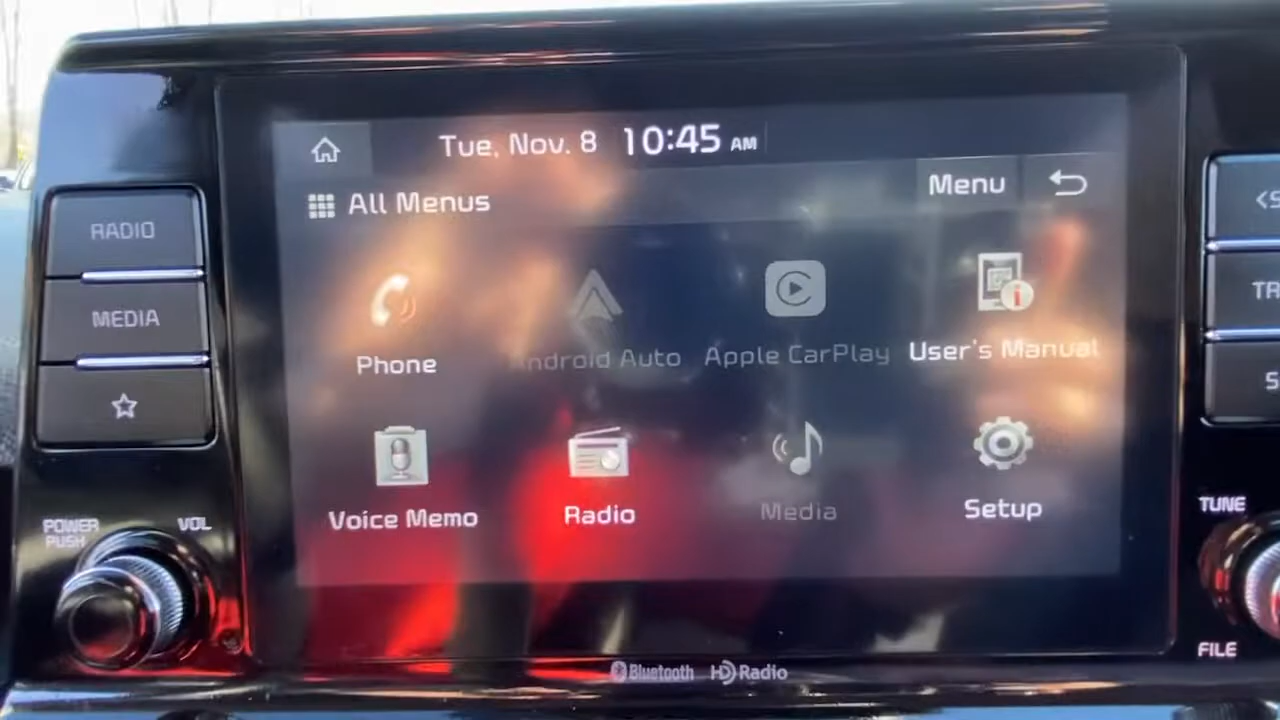 Tue, Nov. 8 10:45 AM
All Menus
Menu
RADIO
MEDIA
Phone
Android Auto
Apple CarPlay
User's Manual
Voice Memo
Radio
Media
Setup
POWER
PUSH
VOL
TUNE
FILE
Bluetooth
HD Radio